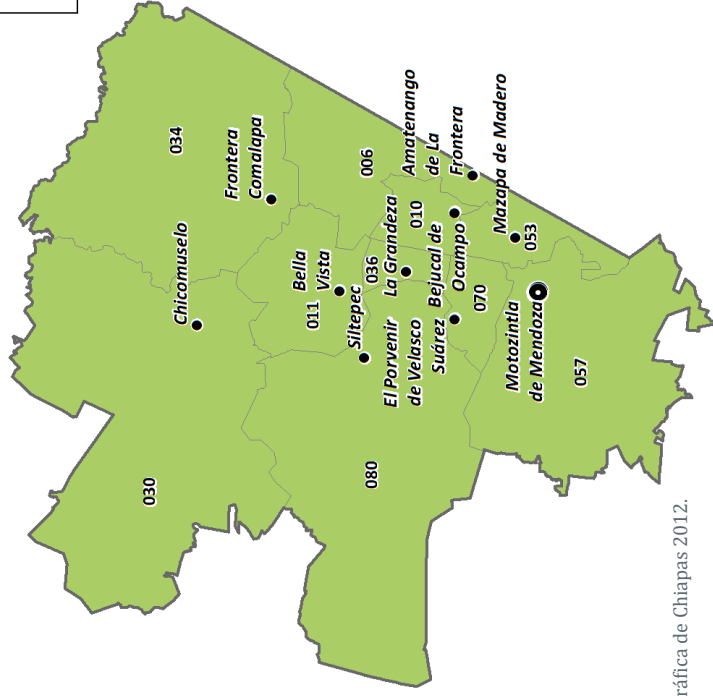 034
Frontera
Comalapa
Chicomuselo
030
006
Amatenango
de La
Frontera
Bella
Vista
011
010
La Grandeza
036
Siltepec
Mazapa de Madero
053
Bejucal de
Ocampo
El Porvenir
de Velasco
Suárez
070
080
Motozintla
de Mendoza
057
ráfica de Chiapas 2012.